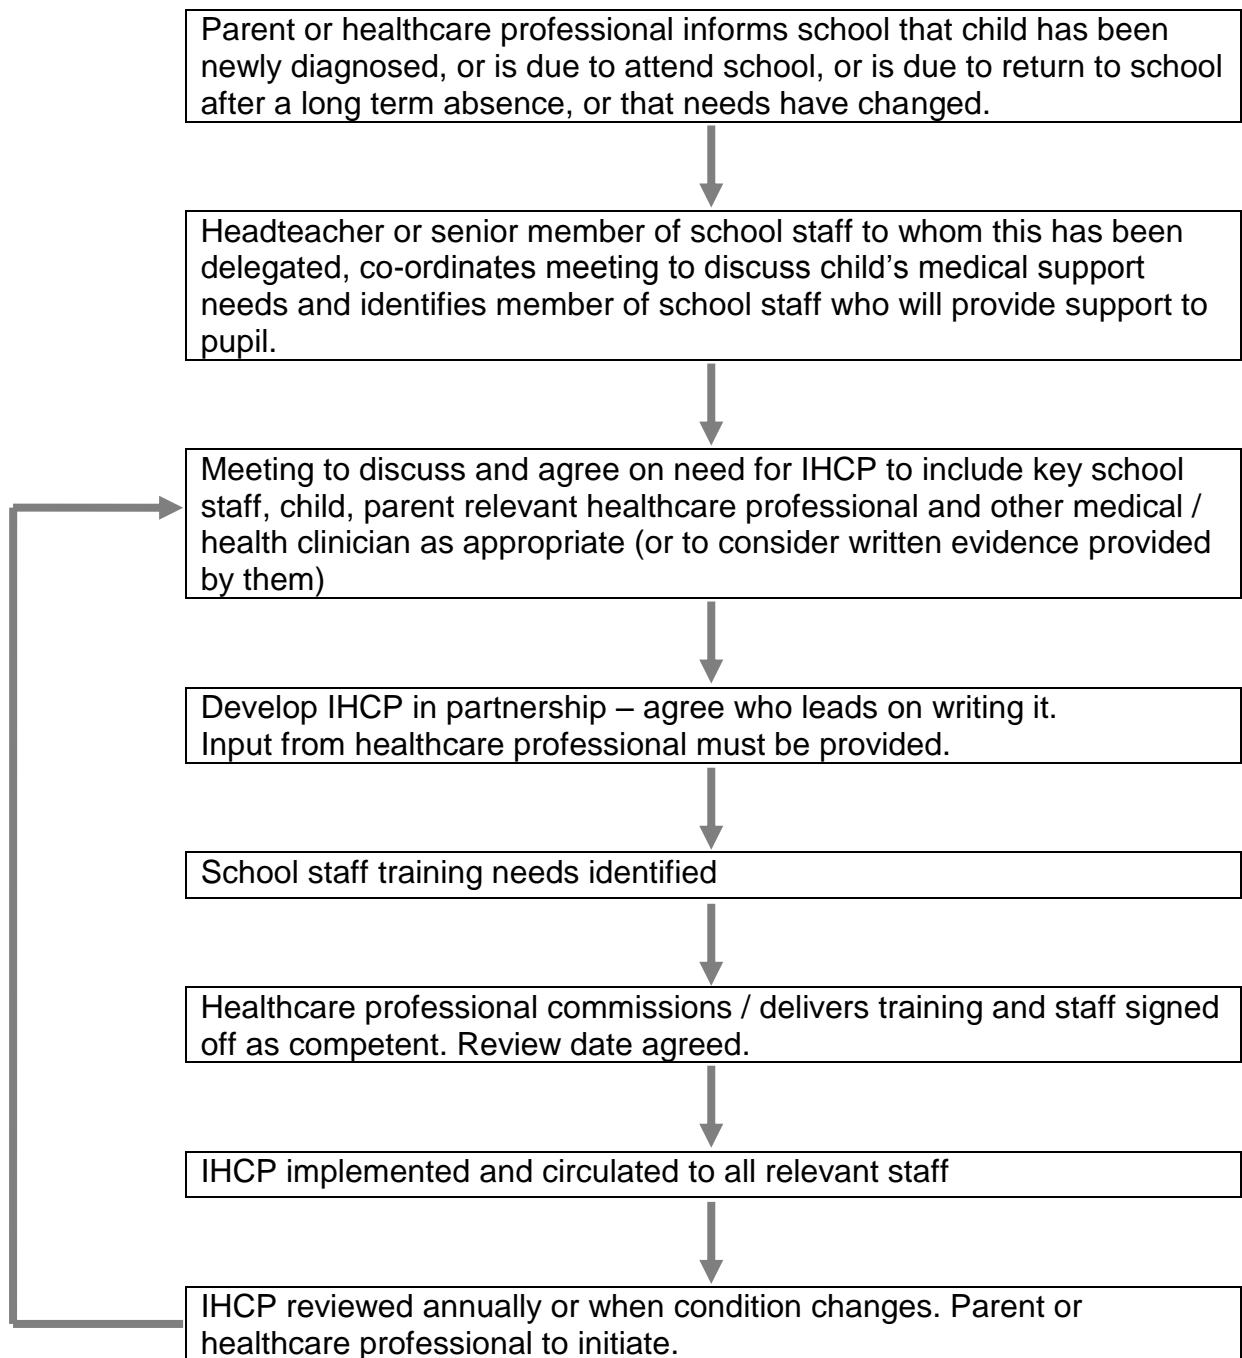 Parent or healthcare professional informs school that child has been
newly diagnosed, or is due to attend school, or is due to return to school
after a long term absence, or that needs have changed.
Headteacher or senior member of school staff to whom this has been
delegated, co-ordinates meeting to discuss child’s medical support
needs and identifies member of school staff who will provide support to
pupil.
Meeting to discuss and agree on need for IHCP to include key school
staff, child, parent relevant healthcare professional and other medical /
health clinician as appropriate (or to consider written evidence provided
by them)
Develop IHCP in partnership – agree who leads on writing it.
Input from healthcare professional must be provided.
School staff training needs identified
Healthcare professional commissions / delivers training and staff signed
off as competent. Review date agreed.
IHCP implemented and circulated to all relevant staff
IHCP reviewed annually or when condition changes. Parent or
healthcare professional to initiate.